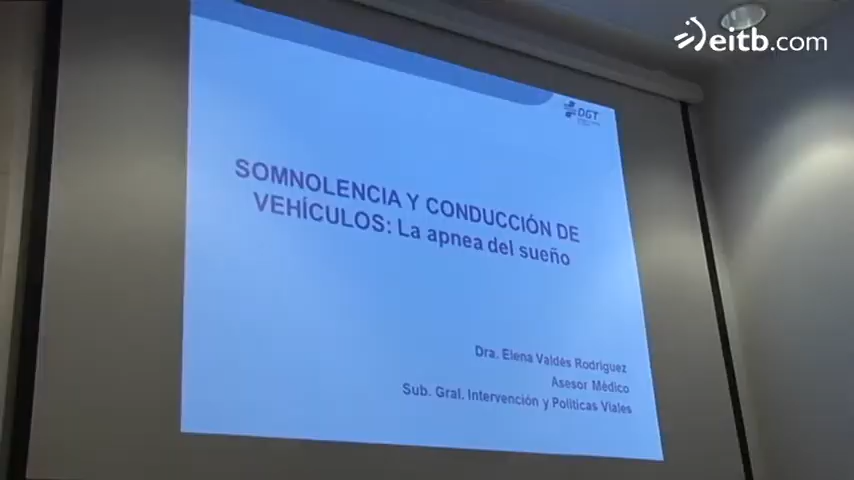 eitb.com
DGT
SOMNOLENCIA Y CONDUCCIÓN DE
VEHÍCULOS: La apnea del sueño
Dra. Elena Valdés Rodríguez
Asesor Médico
Sub. Gral. Intervención y Políticas Viales